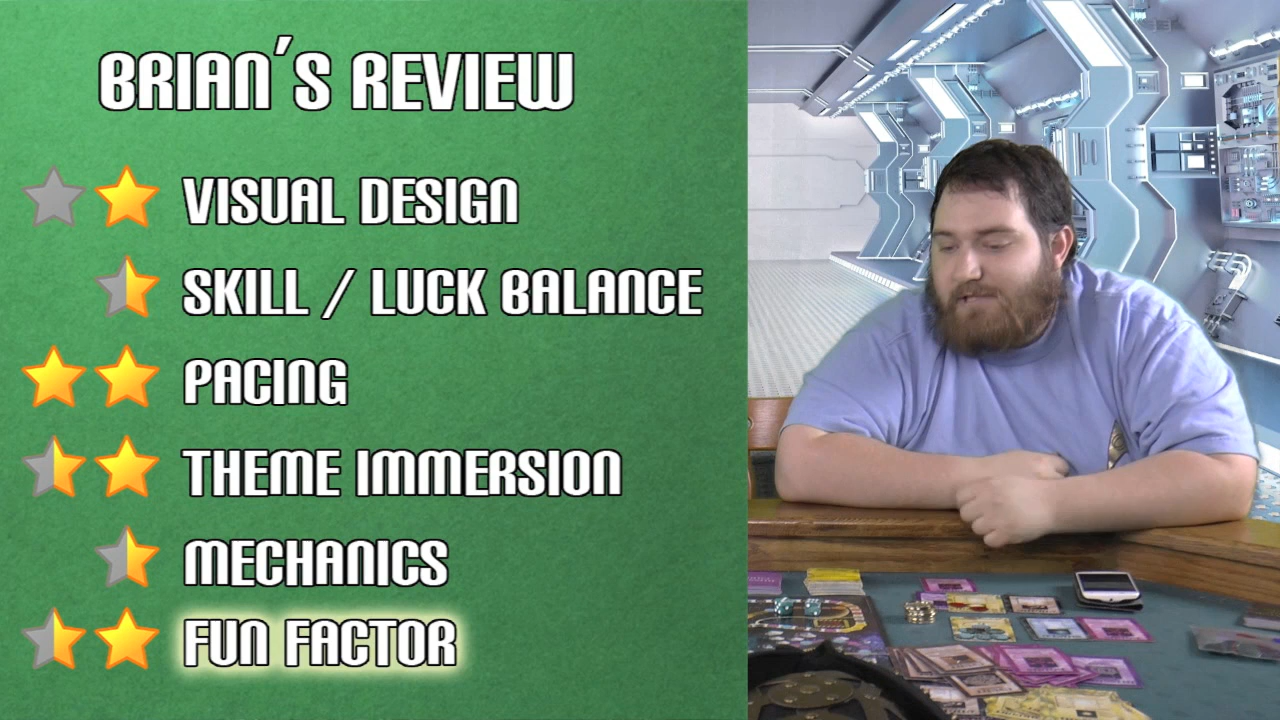 BRIAN'S REVIEW
VISUAL DESIGN
SKILL / LUCK BALANCE
PACING
THEME IMMERSION
MECHANICS
FUN FACTOR